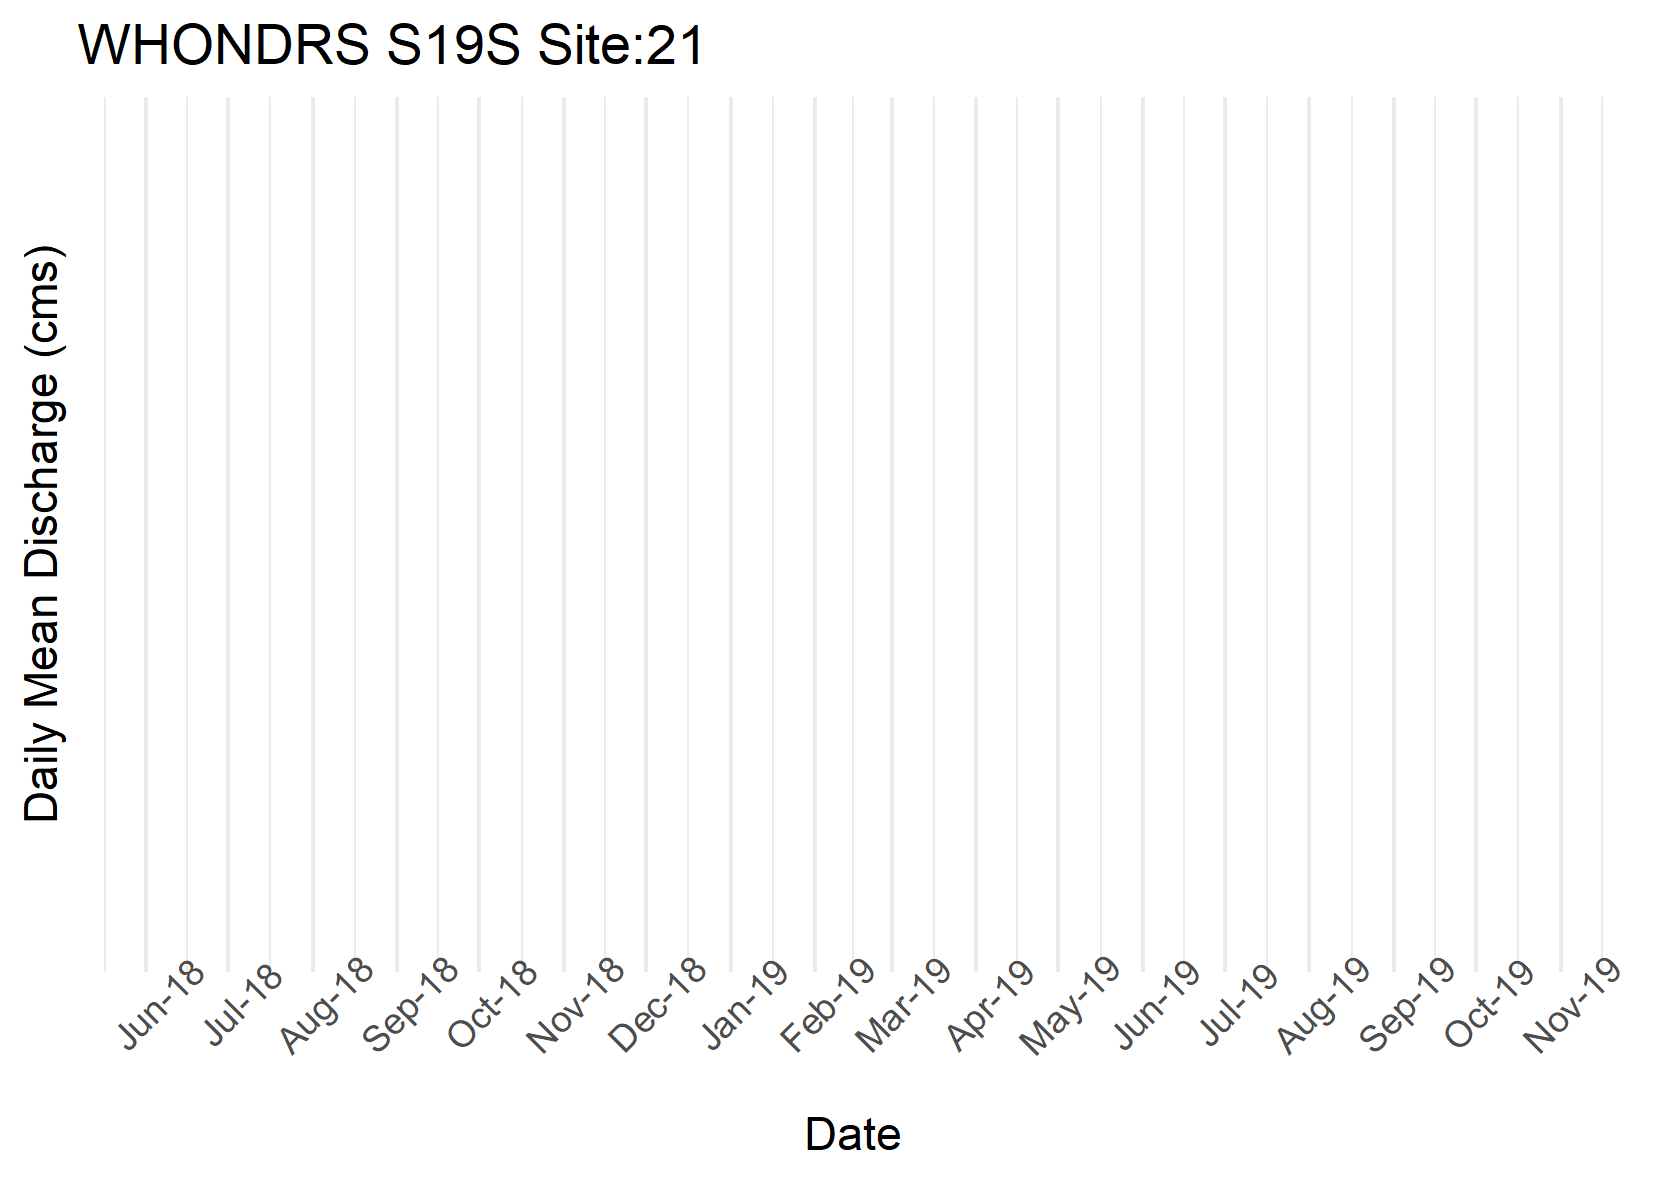 WHONDRS S19S Site:21
Daily Mean Discharge (cms)
Jun-18
Jul-18
Aug-18
Sep-18
Oct-18
Nov-18
Dec-18
Jan-19
Feb-19
Mar-19
Apr-19
May-19
Jun-19
Jul-19
Aug-19
Sep-19
Oct-19
Nov-19
Date